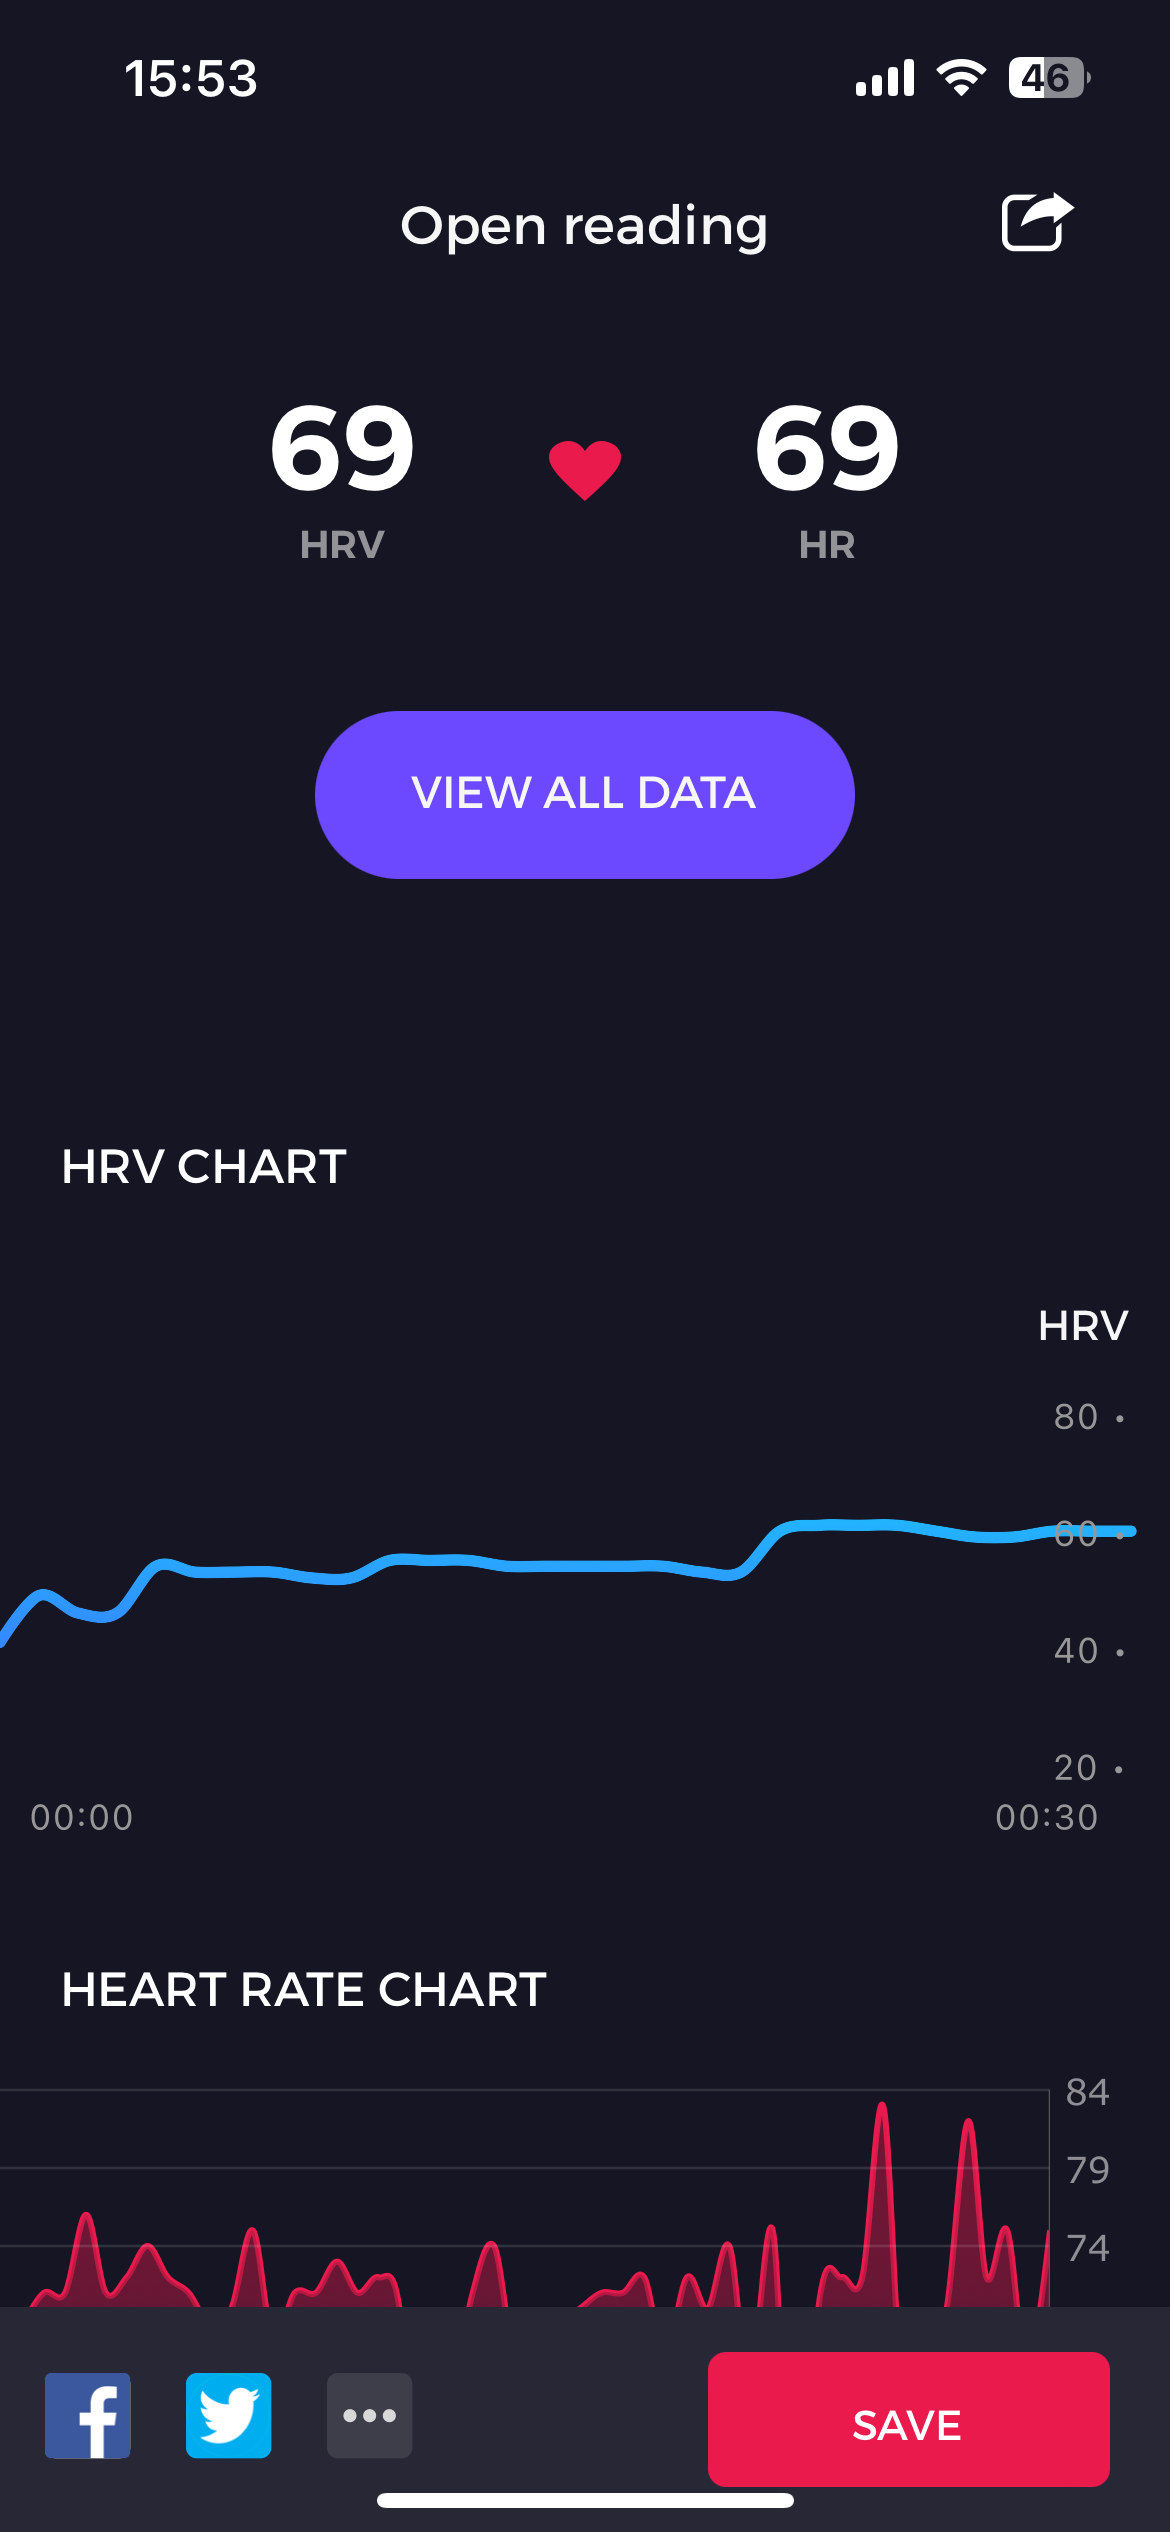 15:53
46
Open reading
69
69
HRV
HR
VIEW ALL DATA
HRV CHART
HRV
80
60
40
20
00:00
00:30
HEART RATE CHART
84
79
74
SAVE